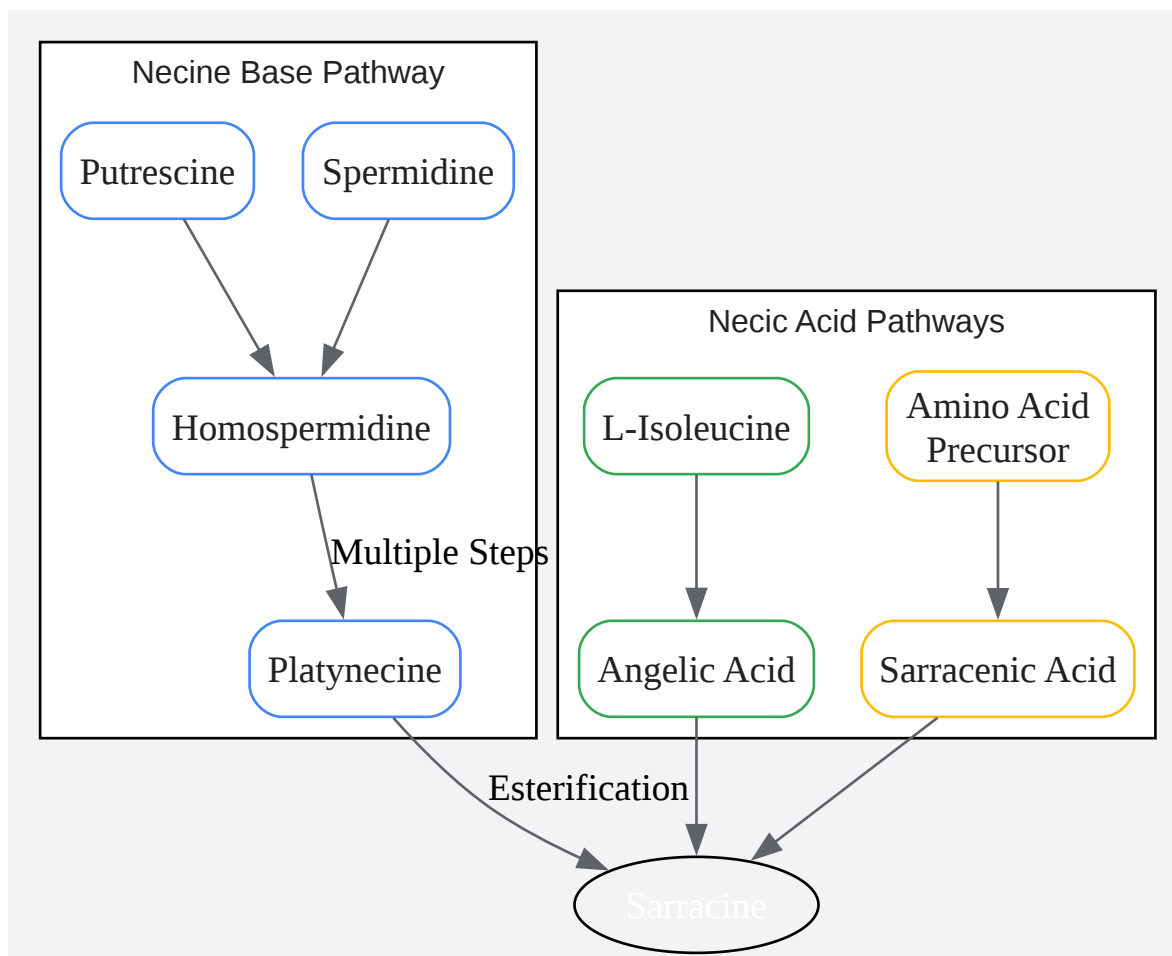 Necine Base Pathway
Putrescine
Spermidine
Homospermidine
Multiple Steps
Platynecine
Necic Acid Pathways
L-Isoleucine
Amino Acid
Precursor
Angelic Acid
Sarracenic Acid
Esterification
Sarracine